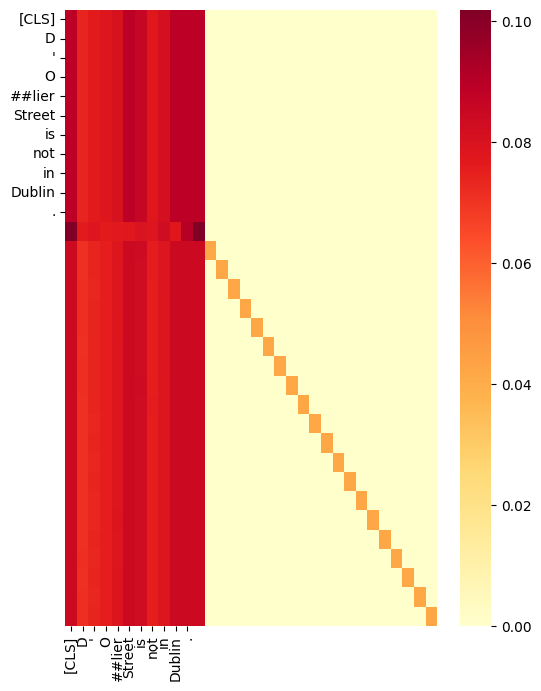 [CLS]
D
'
O
##lier
Street
is
not
in
Dublin
.
0.10
0.08
0.06
0.04
0.02
0.00
[CLS]
D
'
O
##lier
Street
is
not
in
Dublin
.